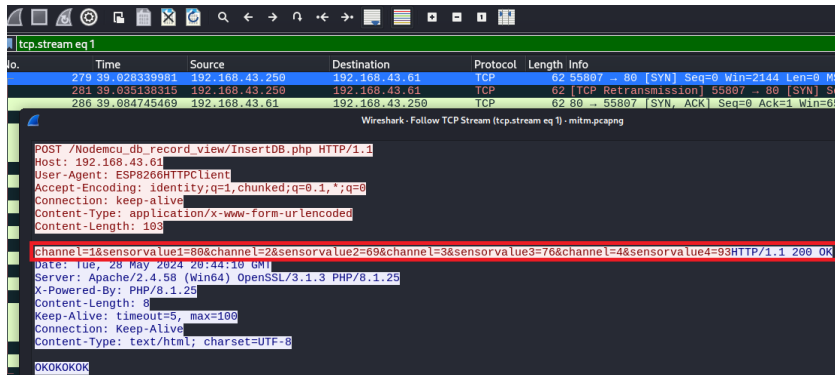 tcp.stream eq 1
No. Time Source Destination Protocol Length Info
279 39.028339981 192.168.43.250 192.168.43.61 TCP 62 55807 → 80 [SYN] Seq=0 Win=2144 Len=0
281 39.035138315 192.168.43.250 192.168.43.61 TCP 62 [TCP Retransmission] 55807 → 80 [SYN]
286 39.084745469 192.168.43.61 192.168.43.250 TCP 62 80 → 55807 [SYN, ACK] Seq=0 Ack=1
Wireshark · Follow TCP Stream (tcp.stream eq 1) · mitm.pcapng
POST /Nodemcu_db_record_view/InsertDB.php HTTP/1.1
Host: 192.168.43.61
User-Agent: ESP8266HTTPClient
Accept-Encoding: identity;q=1,chunked;q=0.1,*;q=0
Connection: keep-alive
Content-Type: application/x-www-form-urlencoded
Content-Length: 103
channel=1&sensorvalue1=80&channel=2&sensorvalue2=69&channel=3&sensorvalue3=76&channel=4&sensorvalue4=93HTTP/1.1 200 OK
Date: Tue, 28 May 2024 20:44:10 GMT
Server: Apache/2.4.58 (Win64) OpenSSL/3.1.3 PHP/8.1.25
X-Powered-By: PHP/8.1.25
Content-Length: 8
Keep-Alive: timeout=5, max=100
Connection: Keep-Alive
Content-Type: text/html; charset=UTF-8
OKOKOKOK